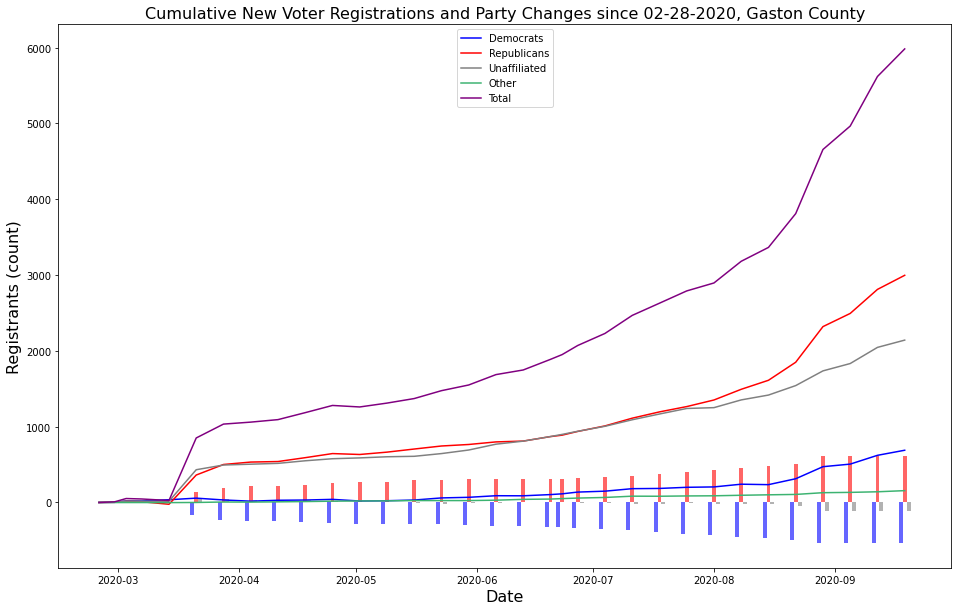 Cumulative New Voter Registrations and Party Changes since 02-28-2020, Gaston County
Democrats
Republicans
Unaffiliated
Other
Total
Registrants (count)
6000
5000
4000
3000
2000
1000
0
2020-03 2020-04 2020-05 2020-06 2020-07 2020-08 2020-09
Date